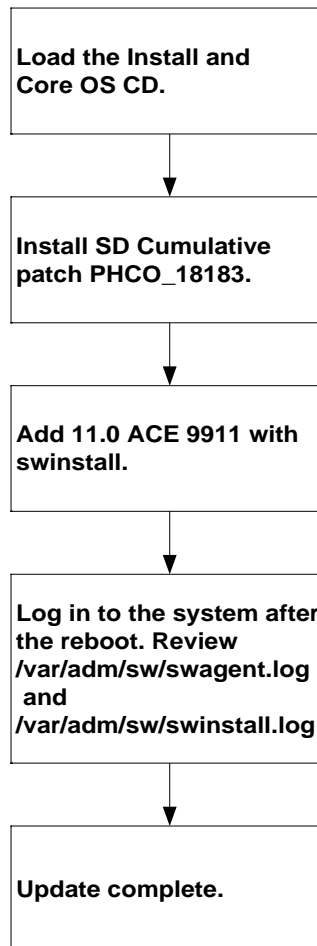 Load the Install and
Core OS CD.
Install SD Cumulative
patch PHCO_18183.
Add 11.0 ACE 9911 with
swinstall.
Log in to the system after
the reboot. Review
/var/adm/sw/swagent.log
and
/var/adm/sw/swinstall.log
Update complete.